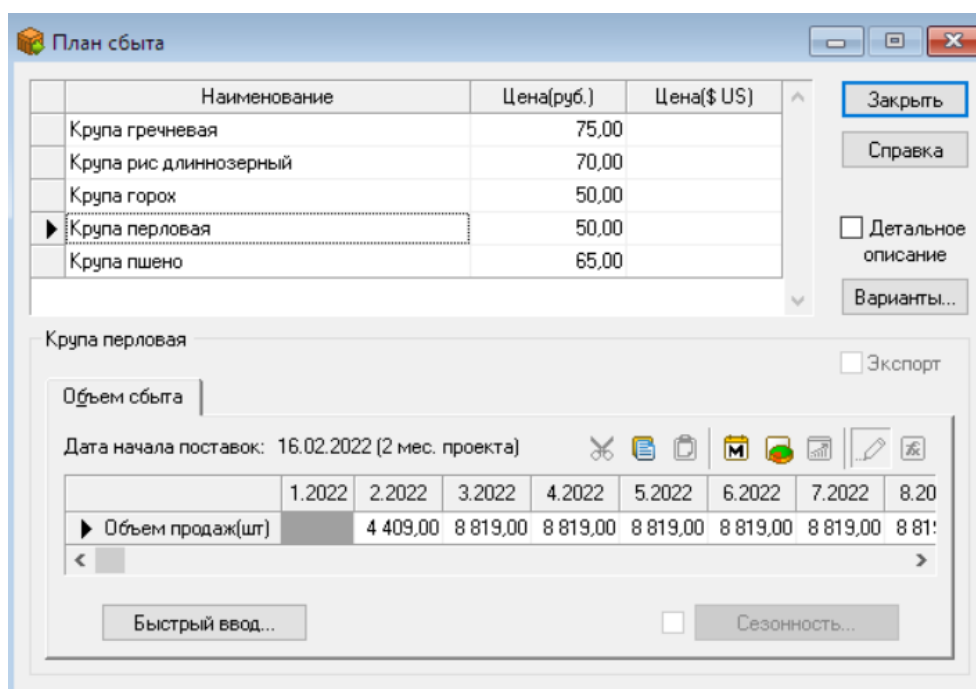 План сбыта
Наименование Цена(руб.) Цена($ US)
Закрыть
Крупа гречневая 75,00
Справка
Крупа рис длиннозерный 70,00
Крупа горох 50,00
Крупа перловая 50,00
Детальное
описание
Крупа пшено 65,00
Варианты...
Крупа перловая
Экспорт
Объем сбыта
Дата начала поставок: 16.02.2022 (2 мес. проекта)
1.2022 2.2022 3.2022 4.2022 5.2022 6.2022 7.2022 8.20
Объем продаж(шт) 4 409,00 8 819,00 8 819,00 8 819,00 8 819,00 8 819,00 8 81
Быстрый ввод...
Сезонность...